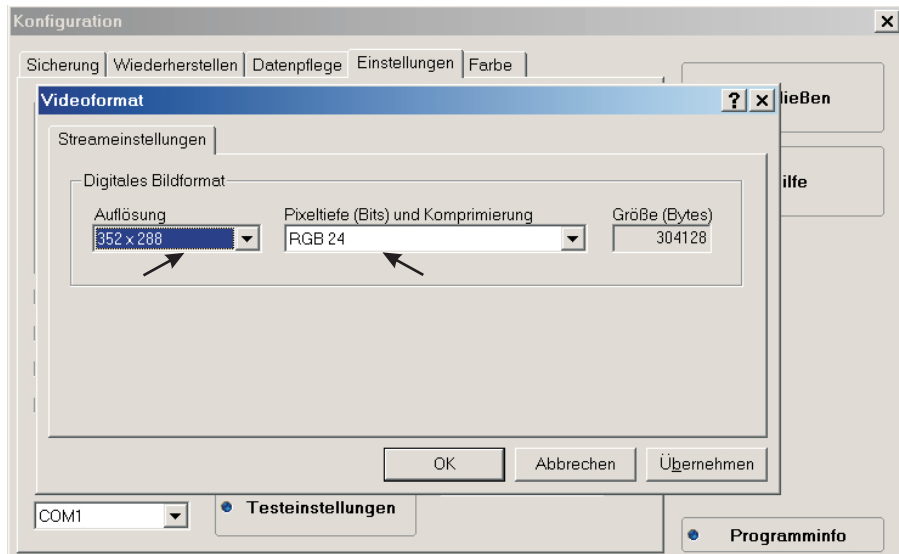 Konfiguration
Sicherung Wiederherstellen Datenpflege Einstellungen Farbe
ließen
ilfe
Videoformat
Streameinstellungen
Digitales Bildformat
Auflösung Pixeltiefe (Bits) und Komprimierung Größe (Bytes)
352 x 288 RGB 24 304128
OK Abbrechen Übernehmen
COM1 Testeinstellungen
Programminfo